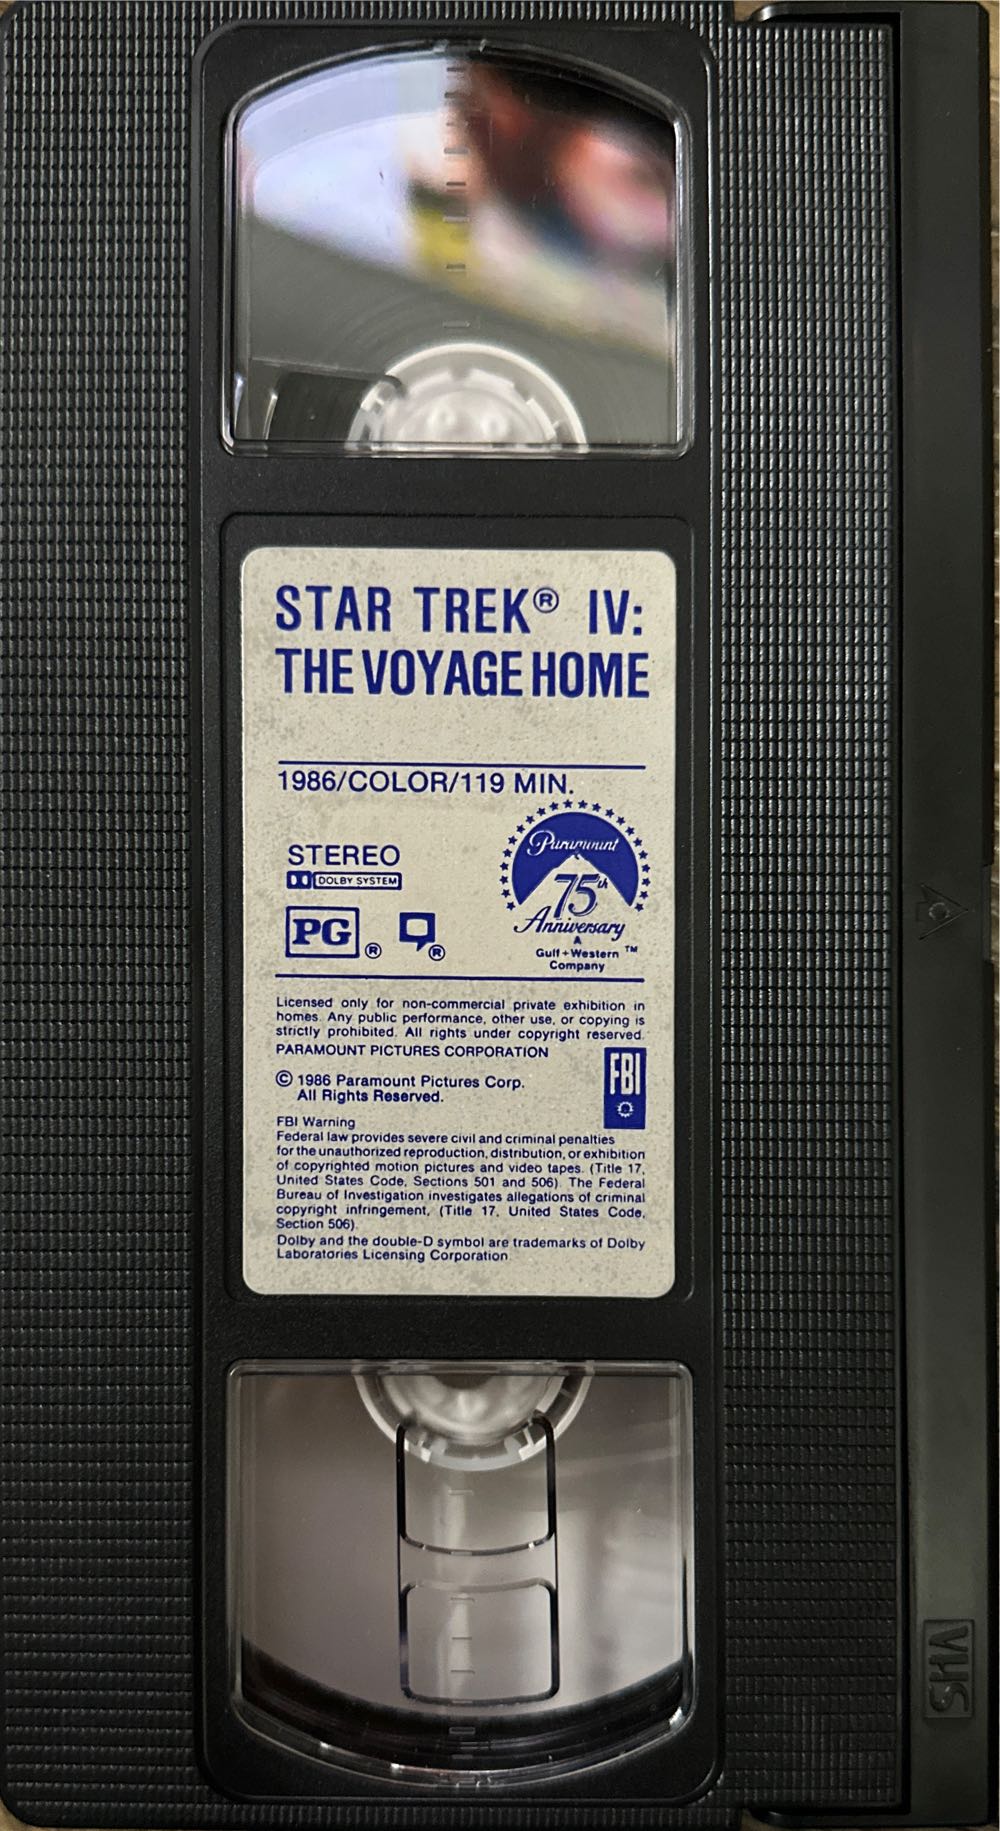 STAR TREK® IV:
THE VOYAGE HOME
1986/COLOR/119 MIN.
STEREO
DOLBY SYSTEM
PG ®
®
Paramount
75th
Anniversary
A
Gulf+Western ™
Company
Licensed only for non-commercial private exhibition in
homes. Any public performance, other use, or copying is
strictly prohibited. All rights under copyright reserved.
PARAMOUNT PICTURES CORPORATION
© 1986 Paramount Pictures Corp.
All Rights Reserved.
FBI
FBI Warning
Federal law provides severe civil and criminal penalties
for the unauthorized reproduction, distribution, or exhibition
of copyrighted motion pictures and video tapes. (Title 17,
United States Code, Sections 501 and 506). The Federal
Bureau of Investigation investigates allegations of criminal
copyright infringement, (Title 17, United States Code,
Section 506).
Dolby and the double-D symbol are trademarks of Dolby
Laboratories Licensing Corporation
VHS